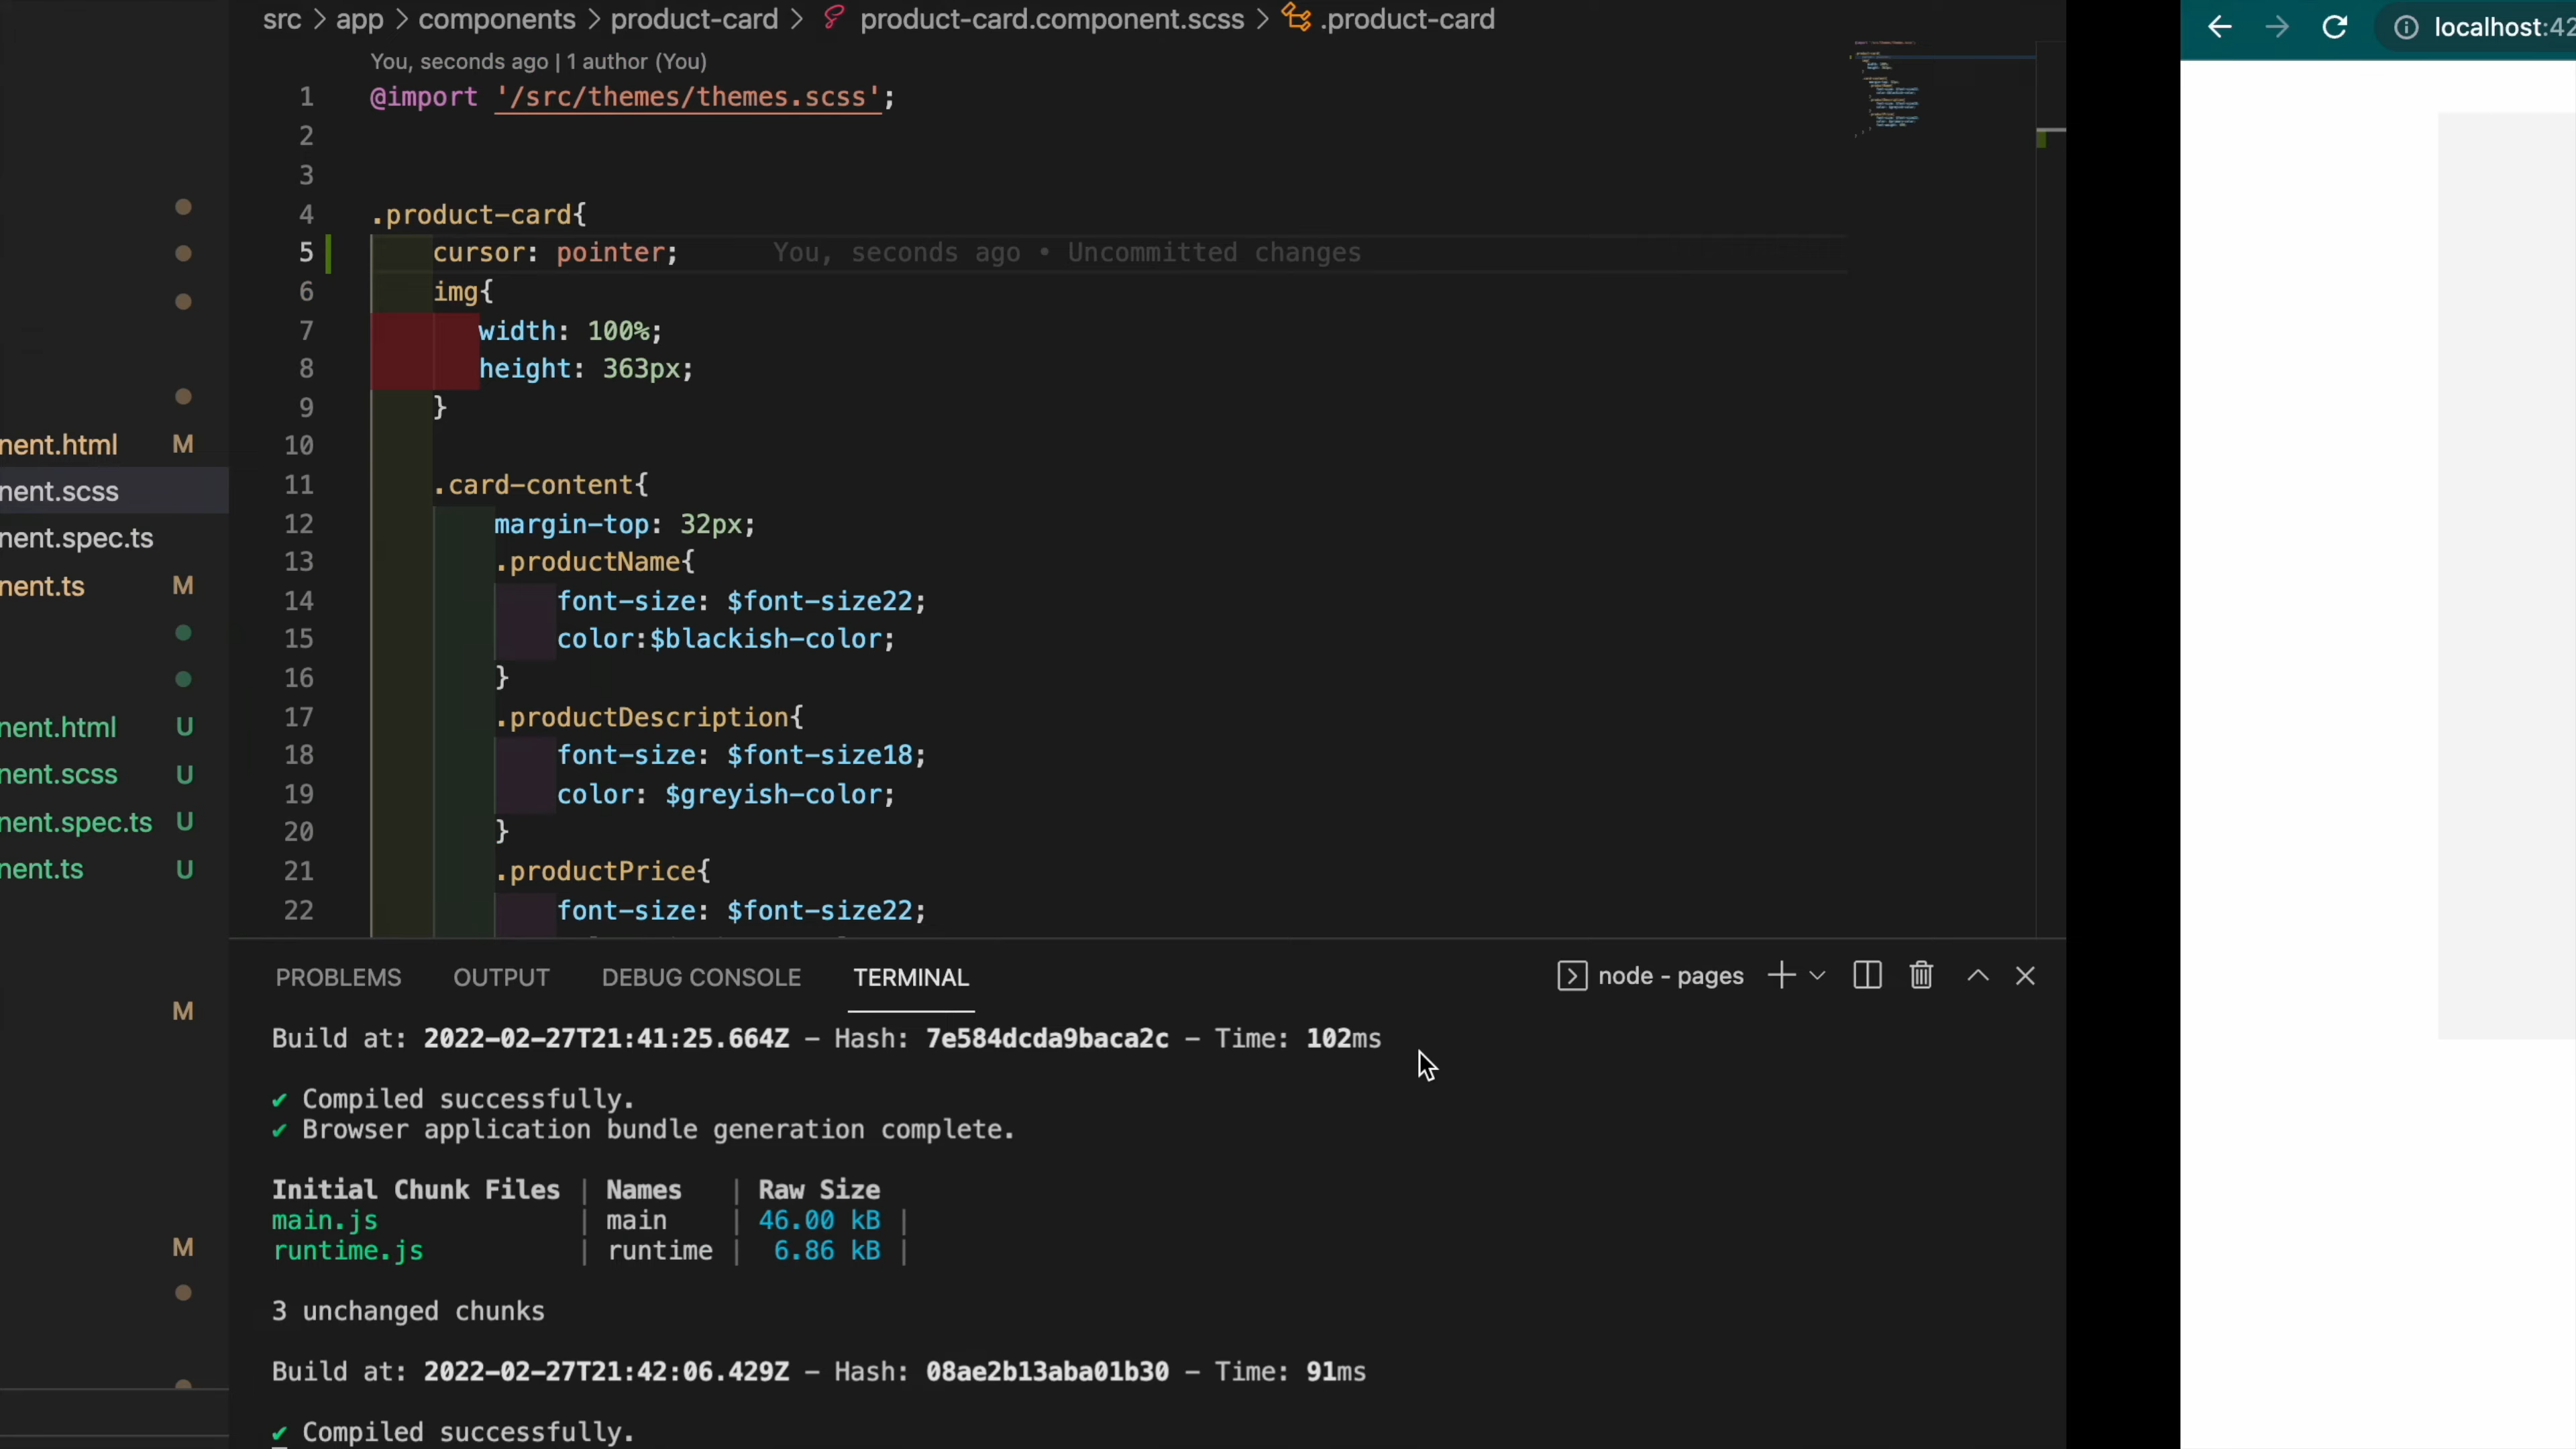 src > app > components > product-card > product-card.component.scss > .product-card
You, seconds ago | 1 author (You)
1 @import '/src/themes/themes.scss';
2
3
4 .product-card{
5 cursor: pointer; You, seconds ago • Uncommitted changes
6 img{
7 width: 100%;
8 height: 363px;
9 }
10
11 .card-content{
12 margin-top: 32px;
13 .productName{
14 font-size: $font-size22;
15 color:$blackish-color;
16 }
17 .productDescription{
18 font-size: $font-size18;
19 color: $greyish-color;
20 }
21 .productPrice{
22 font-size: $font-size22;
nent.html M
nent.scss
nent.spec.ts
nent.ts M
nent.html U
nent.scss U
nent.spec.ts U
nent.ts U
M
M
PROBLEMS OUTPUT DEBUG CONSOLE TERMINAL node - pages
Build at: 2022-02-27T21:41:25.664Z - Hash: 7e584dcda9baca2c - Time: 102ms
✔ Compiled successfully.
✔ Browser application bundle generation complete.
Initial Chunk Files | Names | Raw Size
main.js | main | 46.00 kB |
runtime.js | runtime | 6.86 kB |
3 unchanged chunks
Build at: 2022-02-27T21:42:06.429Z - Hash: 08ae2b13aba01b30 - Time: 91ms
✔ Compiled successfully.
localhost:42